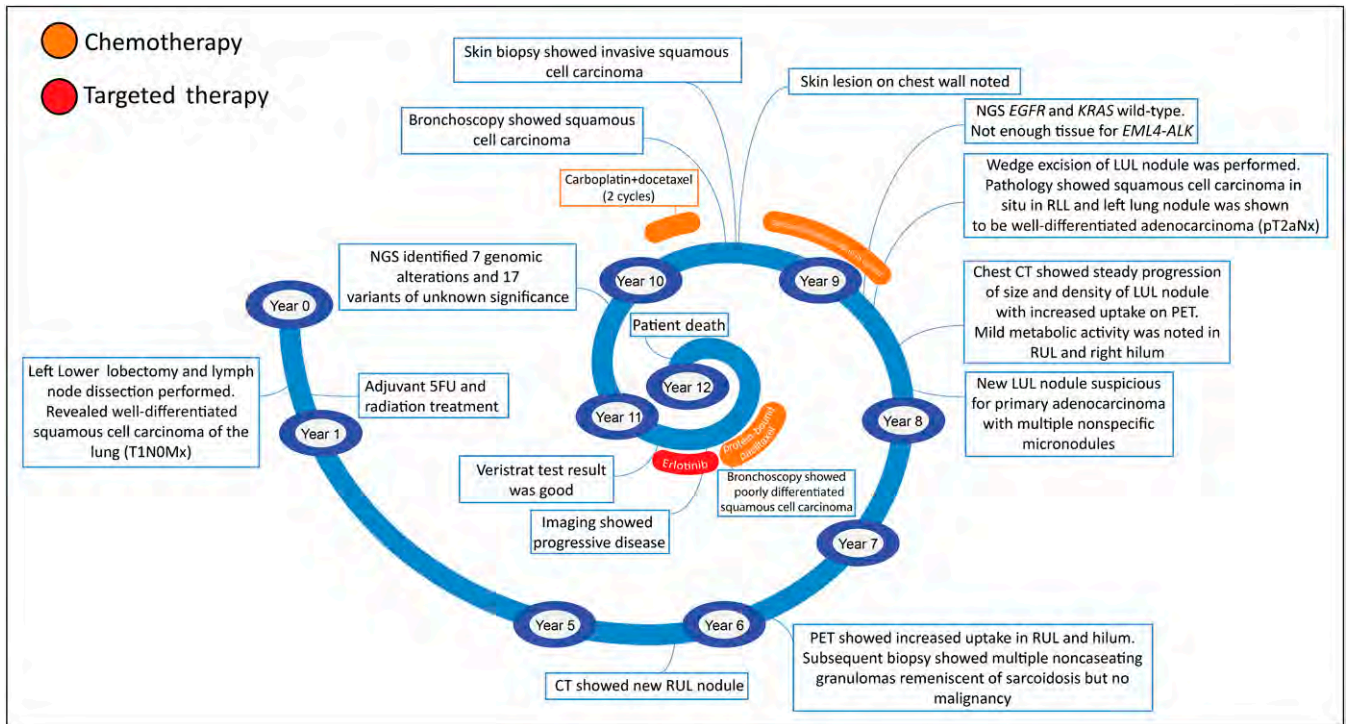 Chemotherapy
Targeted therapy
Skin biopsy showed invasive squamous
cell carcinoma
Skin lesion on chest wall noted
Bronchoscopy showed squamous
cell carcinoma
NGS EGFR and KRAS wild-type.
Not enough tissue for EML4-ALK
Carboplatin+docetaxel
(2 cycles)
Wedge excision of LUL nodule was performed.
Pathology showed squamous cell carcinoma in
situ in RLL and left lung nodule was shown
to be well-differentiated adenocarcinoma (pT2aNx)
NGS identified 7 genomic
alterations and 17
variants of unknown significance
Year 10
Year 9
Year 0
Chest CT showed steady progression
of size and density of LUL nodule
with increased uptake on PET.
Mild metabolic activity was noted in
RUL and right hilum
Patient death
Year 12
Left Lower lobectomy and lymph
node dissection performed.
Revealed well-differentiated
squamous cell carcinoma of the
lung (T1N0Mx)
Adjuvant 5FU and
radiation treatment
Year 1
Year 11
Year 8
New LUL nodule suspicious
for primary adenocarcinoma
with multiple nonspecific
micronodules
Protein-bound
paclitaxel
Erlotinib
Veristrat test result
was good
Bronchoscopy showed
poorly differentiated
squamous cell carcinoma
Imaging showed
progressive disease
Year 7
Year 5
Year 6
PET showed increased uptake in RUL and hilum.
Subsequent biopsy showed multiple noncaseating
granulomas remeniscent of sarcoidosis but no
malignancy
CT showed new RUL nodule